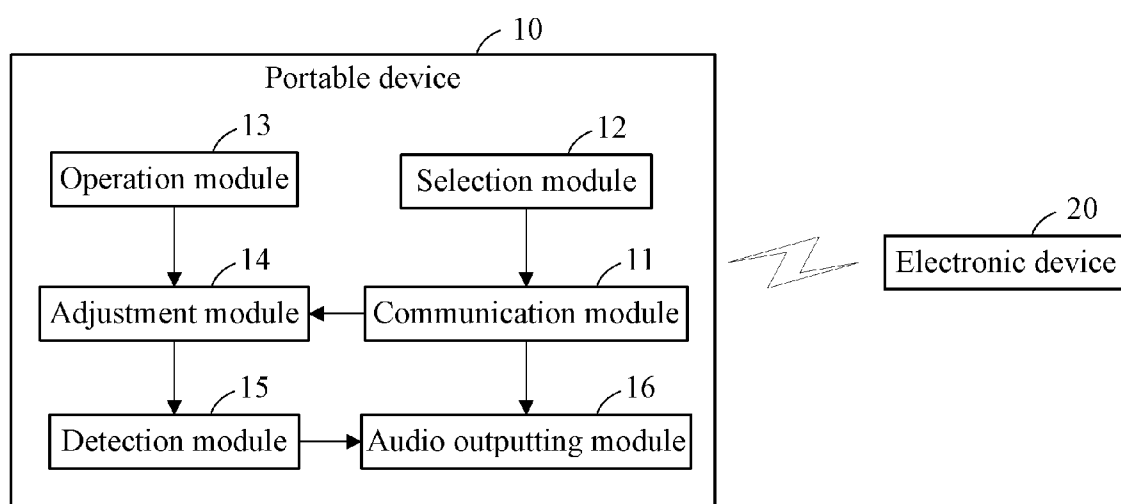 10
Portable device
13
Operation module
12
Selection module
20
Electronic device
14
Adjustment module
11
Communication module
15
Detection module
16
Audio outputting module